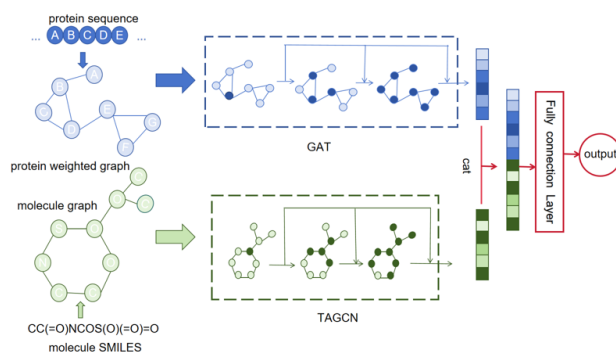 protein sequence
... A B C D E ...
A
B
C
E
D
G
F
protein weighted graph
GAT
molecule graph
C
O
C
S
O
N
O
C
CC(=O)NCOS(O)(=O)=O
molecule SMILES
TAGCN
cat
Fully connection Layer
output